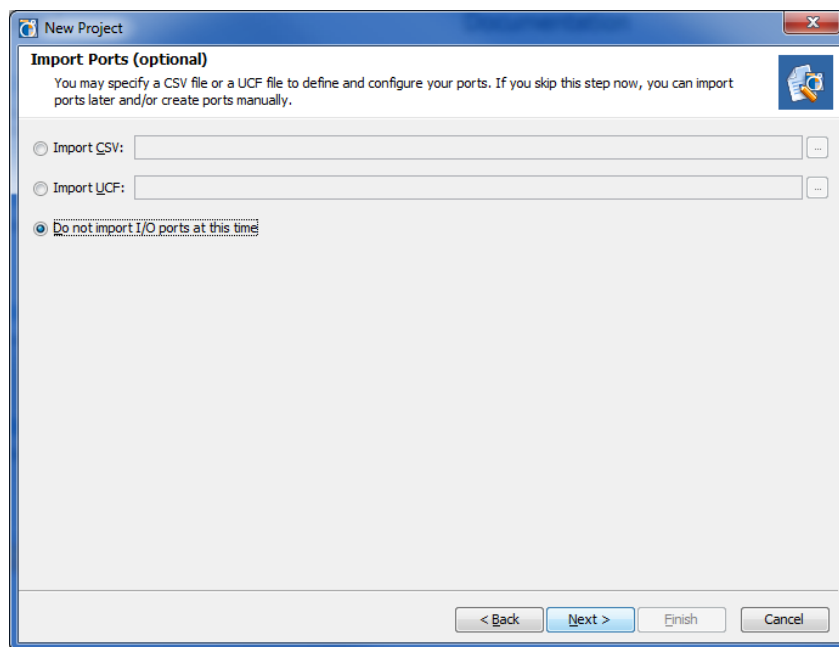 Documentation
New Project
Import Ports (optional)
You may specify a CSV file or a UCF file to define and configure your ports. If you skip this step now, you can import
ports later and/or create ports manually.
Import CSV:
...
Import UCF:
...
Do not import I/O ports at this time
< Back
Next >
Finish
Cancel